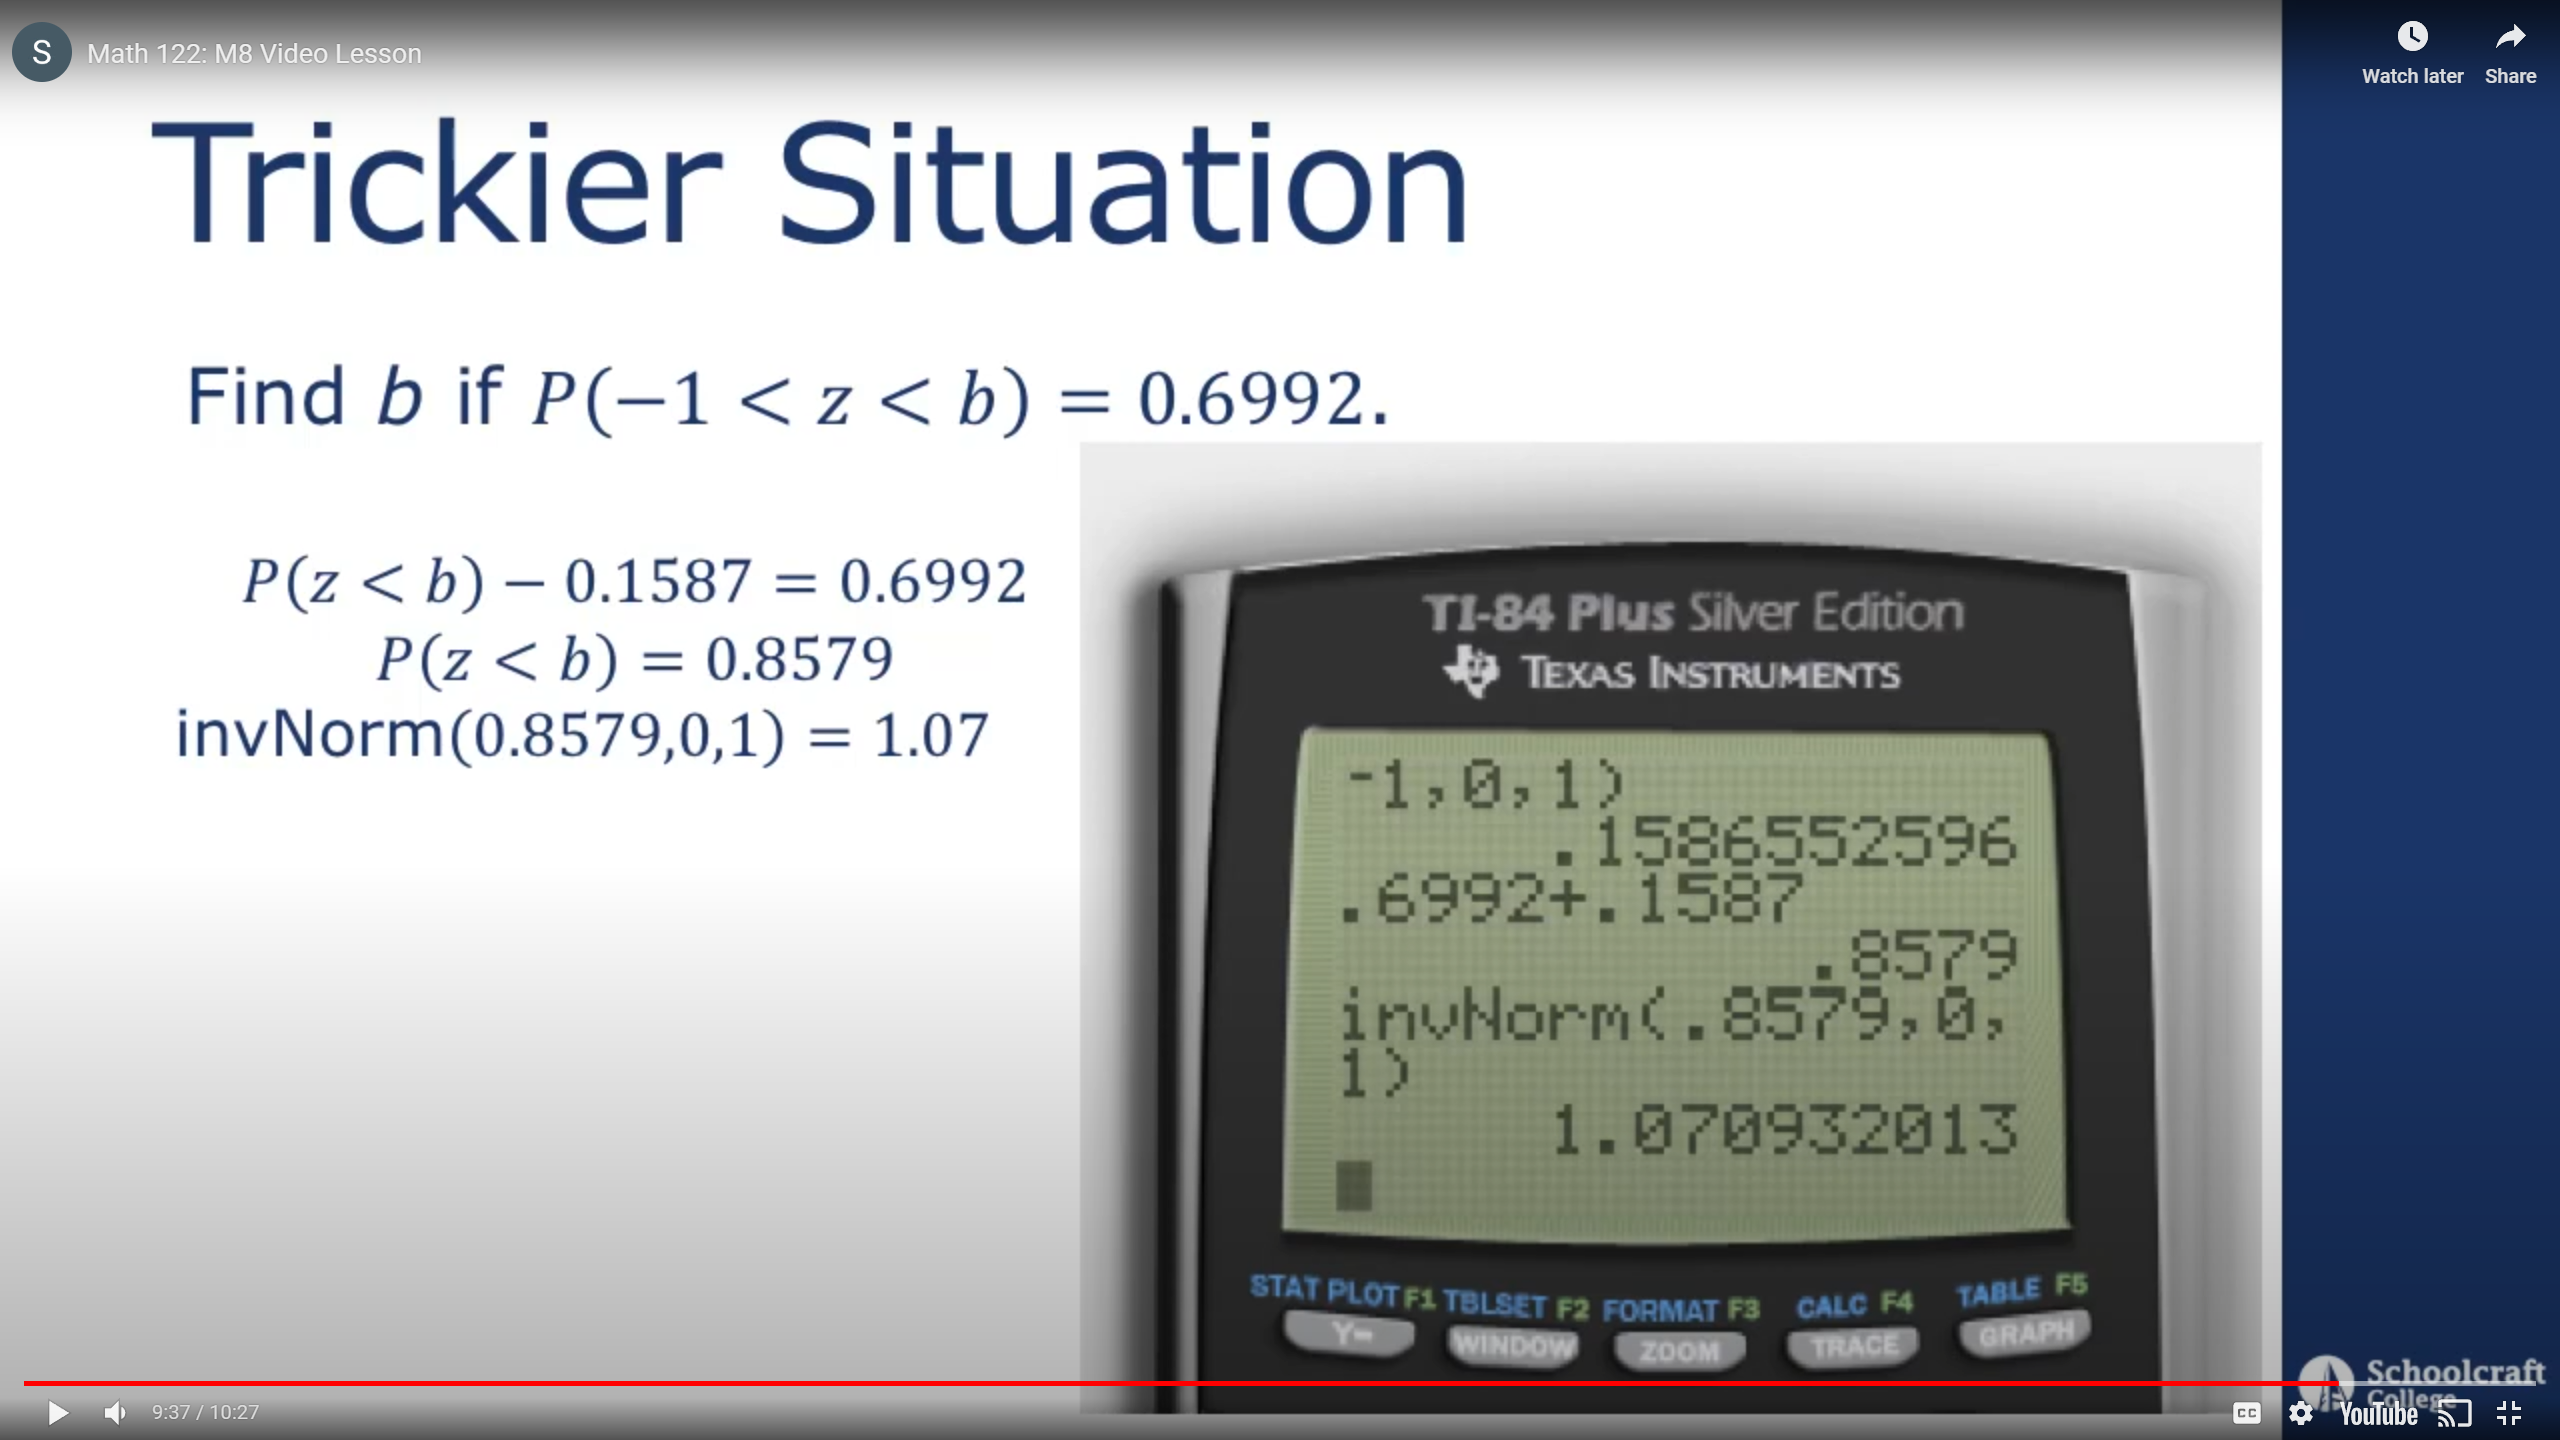 S Math 122: M8 Video Lesson
Watch later Share
Trickier Situation
Find b if P(−1 < z < b) = 0.6992.
P(z < b) − 0.1587 = 0.6992
P(z < b) = 0.8579
invNorm(0.8579,0,1) = 1.07
TI-84 Plus Silver Edition
TEXAS INSTRUMENTS
-1,0,1)
.1586552596
.6992+.1587
.8579
invNorm(.8579,0,
1)
1.070932013
STAT PLOT F1 TBLSET F2 FORMAT F3 CALC F4 TABLE F5
Y= WINDOW ZOOM TRACE GRAPH
Schoolcraft
College
9:37 / 10:27
CC YouTube